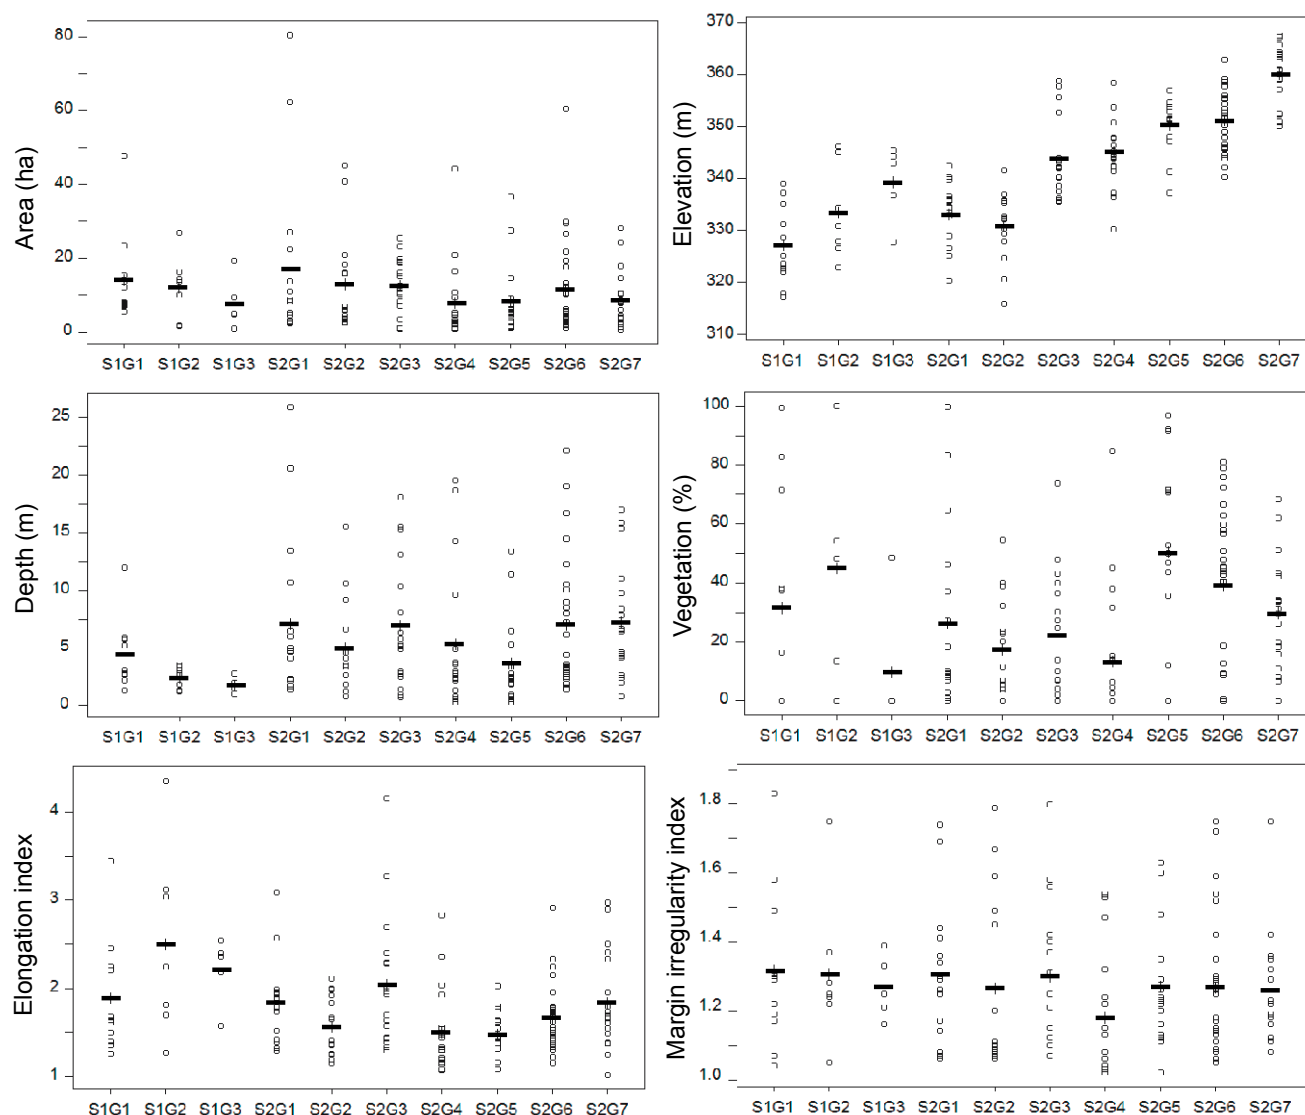 Area (ha)
80
60
40
20
0
S1G1 S1G2 S1G3 S2G1 S2G2 S2G3 S2G4 S2G5 S2G6 S2G7
Elevation (m)
370
360
350
340
330
320
310
S1G1 S1G2 S1G3 S2G1 S2G2 S2G3 S2G4 S2G5 S2G6 S2G7
Depth (m)
25
20
15
10
5
0
S1G1 S1G2 S1G3 S2G1 S2G2 S2G3 S2G4 S2G5 S2G6 S2G7
Vegetation (%)
100
80
60
40
20
0
S1G1 S1G2 S1G3 S2G1 S2G2 S2G3 S2G4 S2G5 S2G6 S2G7
Elongation index
4
3
2
1
S1G1 S1G2 S1G3 S2G1 S2G2 S2G3 S2G4 S2G5 S2G6 S2G7
Margin irregularity index
1.8
1.6
1.4
1.2
1.0
S1G1 S1G2 S1G3 S2G1 S2G2 S2G3 S2G4 S2G5 S2G6 S2G7